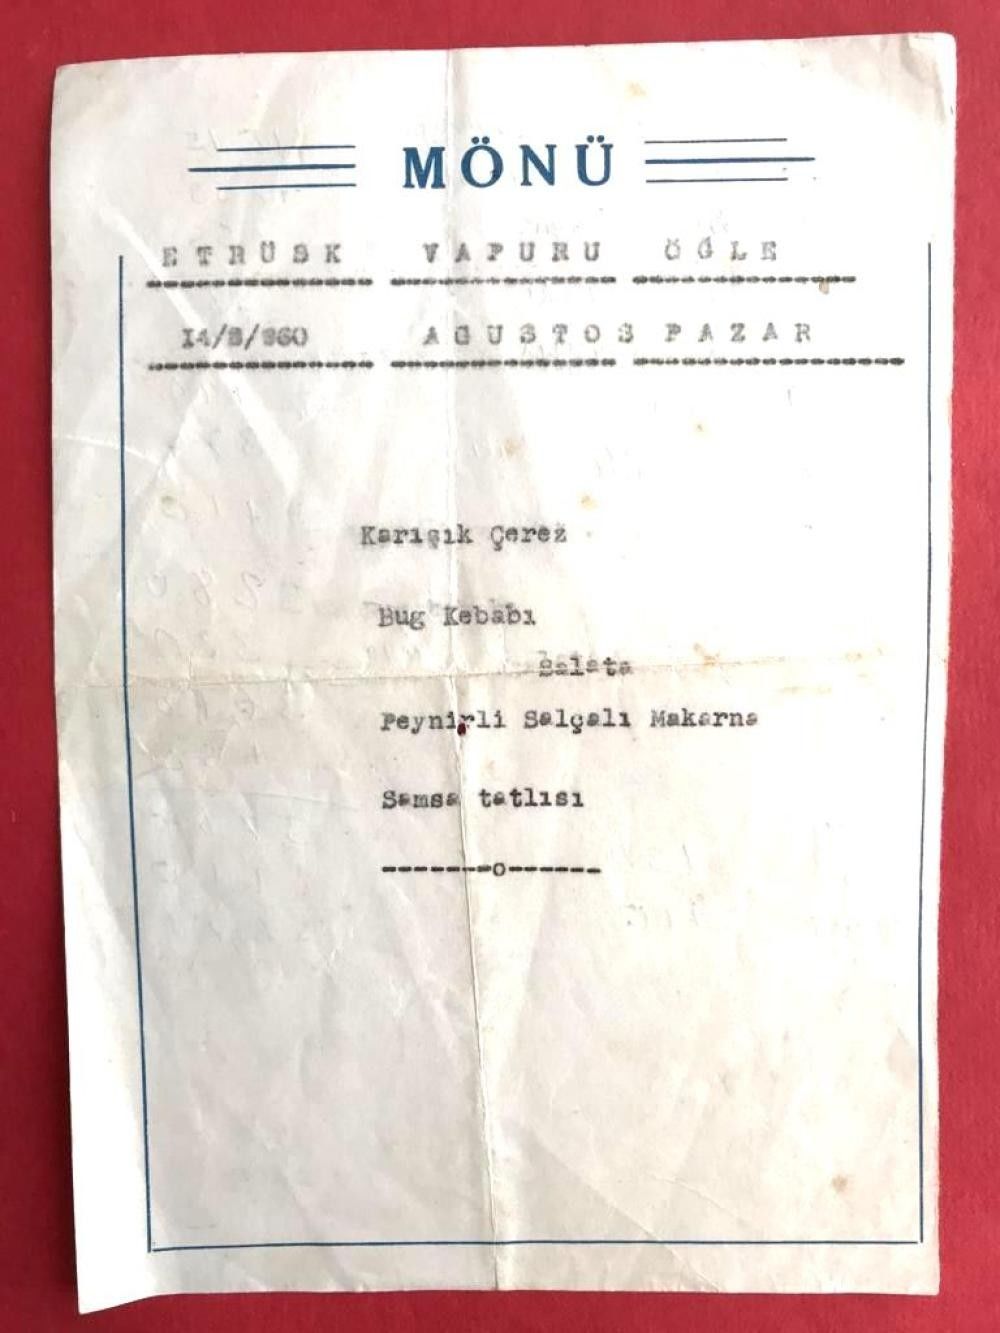 MÖNÜ
ETRÜSK VAPURU ÖĞLE
14/8/960 AGUSTOS PAZAR
Karışık Çerez
Bug Kebabı
Salata
Peynirli Salçalı Makarna
Samsa tatlısı
-------o------